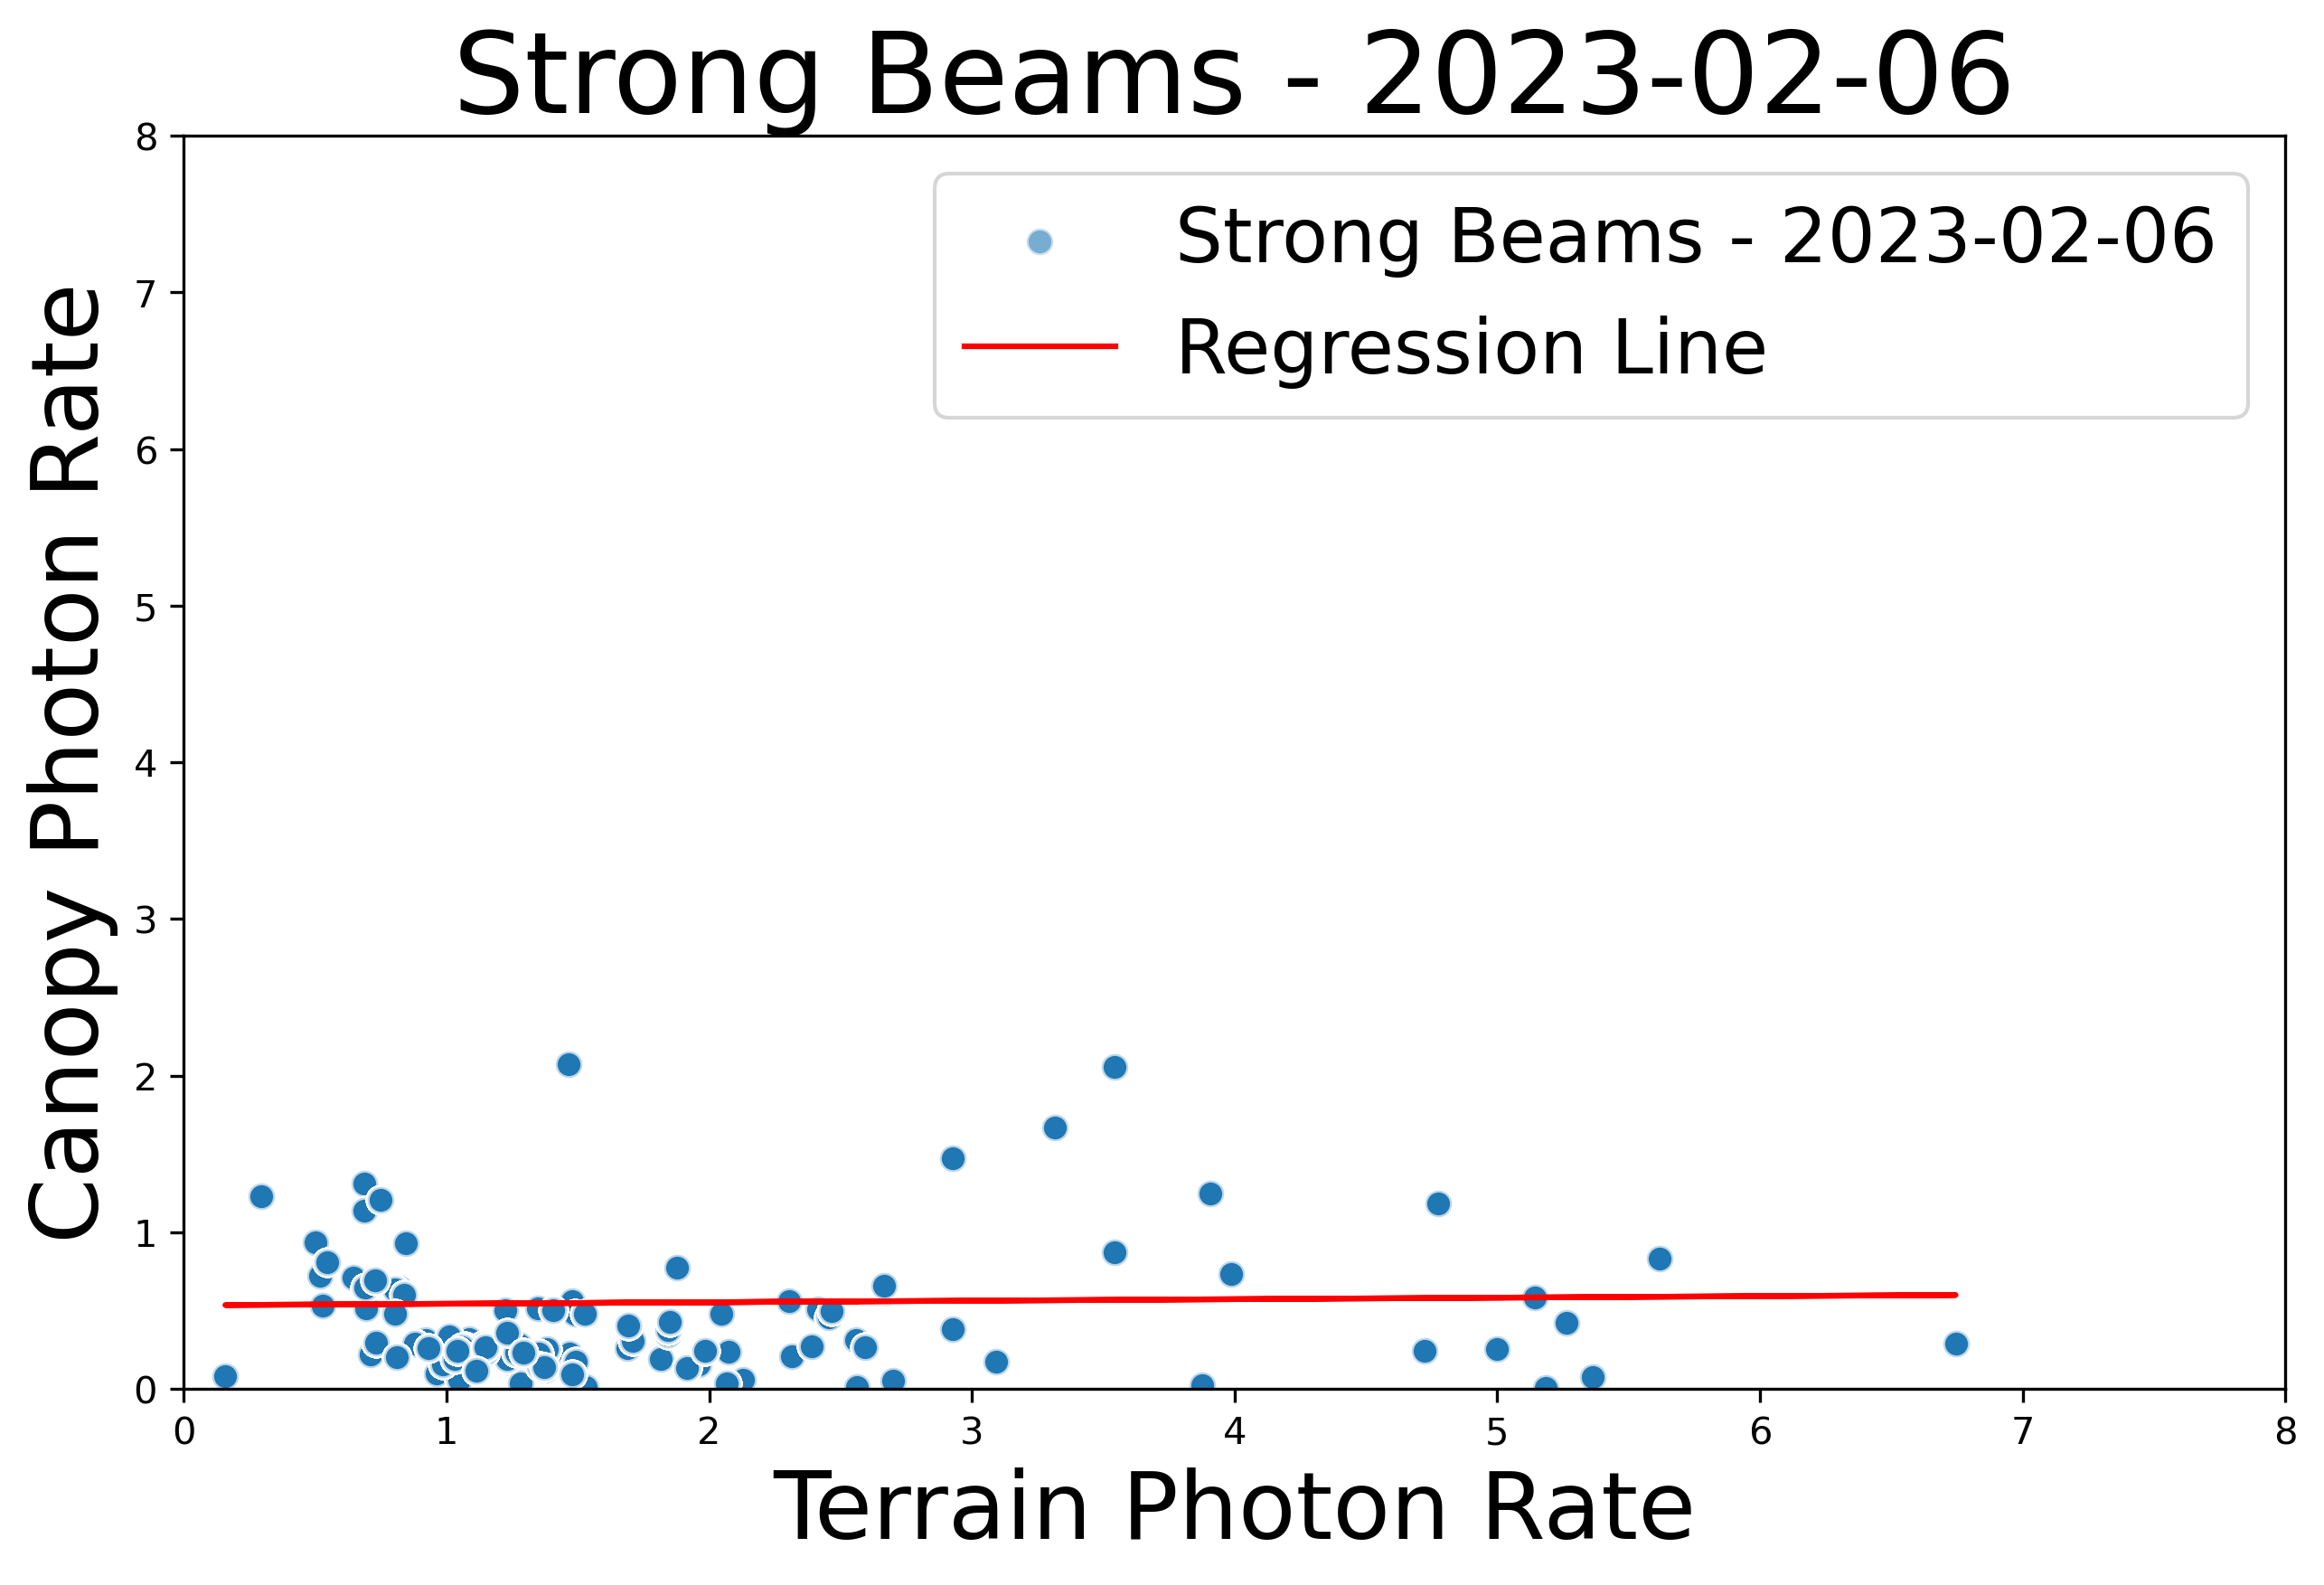 Strong Beams - 2023-02-06
Strong Beams - 2023-02-06
Regression Line
Canopy Photon Rate
8
7
6
5
4
3
2
1
0
0 1 2 3 4 5 6 7 8
Terrain Photon Rate